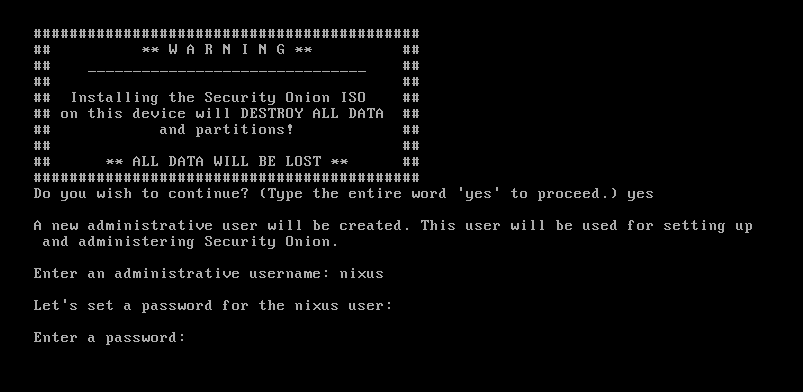 ###########################################
##          ** W A R N I N G **          ##
##    _______________________________    ##
##                                       ##
##  Installing the Security Onion ISO    ##
## on this device will DESTROY ALL DATA  ##
##            and partitions!            ##
##                                       ##
##      ** ALL DATA WILL BE LOST **      ##
###########################################
Do you wish to continue? (Type the entire word 'yes' to proceed.) yes
A new administrative user will be created. This user will be used for setting up
 and administering Security Onion.
Enter an administrative username: nixus
Let's set a password for the nixus user:
Enter a password: